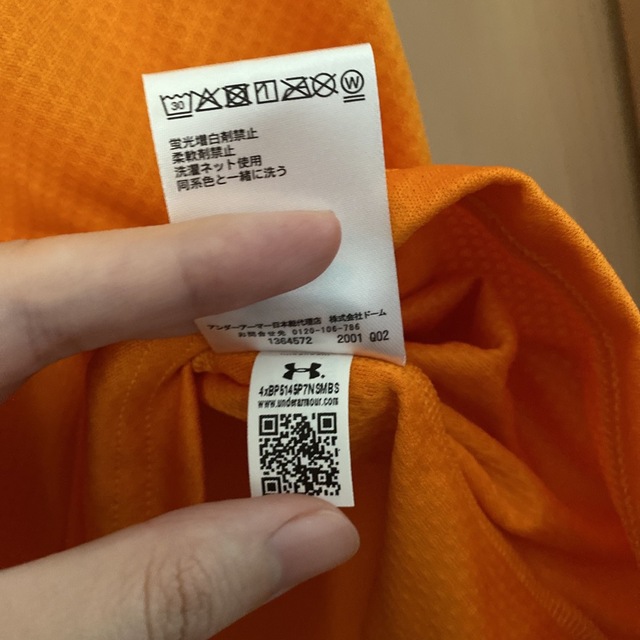 30 W
蛍光増白剤禁止
柔軟剤禁止
洗濯ネット使用
同系色と一緒に洗う
アンダーアーマー日本総代理店 株式会社ドーム
お問合せ先 0120-106-786
1364572 2001 Q02
4xBP5145P7NSMBS
www.underarmour.com